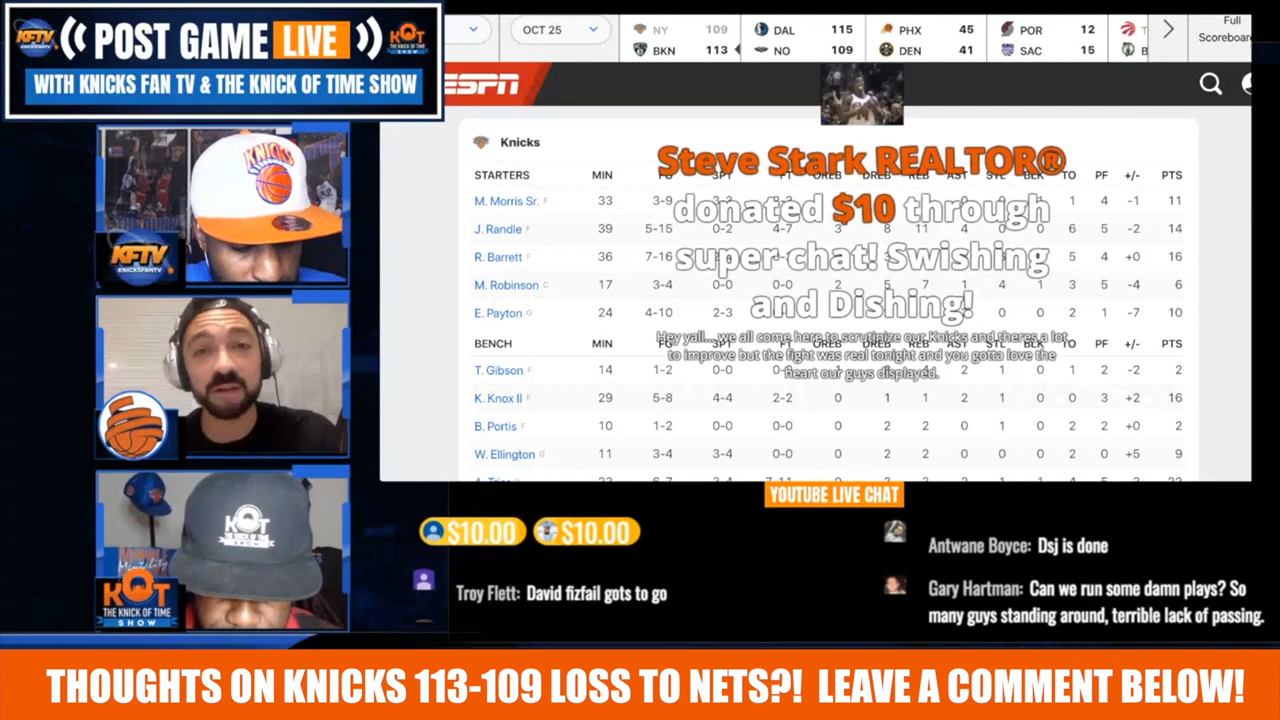 POST GAME LIVE
KOT
THE KNICK OF TIME
SHOW
WITH KNICKS FAN TV & THE KNICK OF TIME SHOW
OCT 25
NY 109
BKN 113
DAL 115
NO 109
PHX 45
DEN 41
POR 12
SAC 15
T
B
Full
Scoreboar
ESPN
Knicks
STARTERS MIN FG 3PT FT OREB DREB REB AST STL BLK TO PF +/- PTS
M. Morris Sr. F 33 3-9 1 4 -1 11
J. Randle F 39 5-15 0-2 4-7 3 8 11 4 0 0 6 5 -2 14
R. Barrett F 36 7-16 5 4 +0 16
M. Robinson C 17 3-4 0-0 0-0 2 5 7 1 4 1 3 5 -4 6
E. Payton G 24 4-10 2-3 2 1 -7 10
BENCH MIN FG 3PT FT OREB DREB REB AST STL BLK TO PF +/- PTS
T. Gibson F 14 1-2 0-0 1 2 -2 2
K. Knox II F 29 5-8 4-4 2-2 0 1 1 2 1 0 0 3 +2 16
B. Portis F 10 1-2 0-0 0-0 0 2 2 0 1 0 2 2 +0 2
W. Ellington G 11 3-4 3-4 0-0 0 2 2 0 0 0 2 0 +5 9
Steve Stark REALTOR®
donated $10 through
super chat! Swishing
and Dishing!
Hey yall....we all come here to scrutinize our Knicks and theres a lot
to improve but the fight was real tonight and you gotta love the
heart our guys displayed.
KNICKS
KFTV
KNICKSFANTV
KOT
THE KNICK OF TIME
SHOW
KOT
THE KNICK OF TIME
SHOW
YOUTUBE LIVE CHAT
$10.00 $10.00
Troy Flett: David fizfail gots to go
Antwane Boyce: Dsj is done
Gary Hartman: Can we run some damn plays? So
many guys standing around, terrible lack of passing.
THOUGHTS ON KNICKS 113-109 LOSS TO NETS?! LEAVE A COMMENT BELOW!